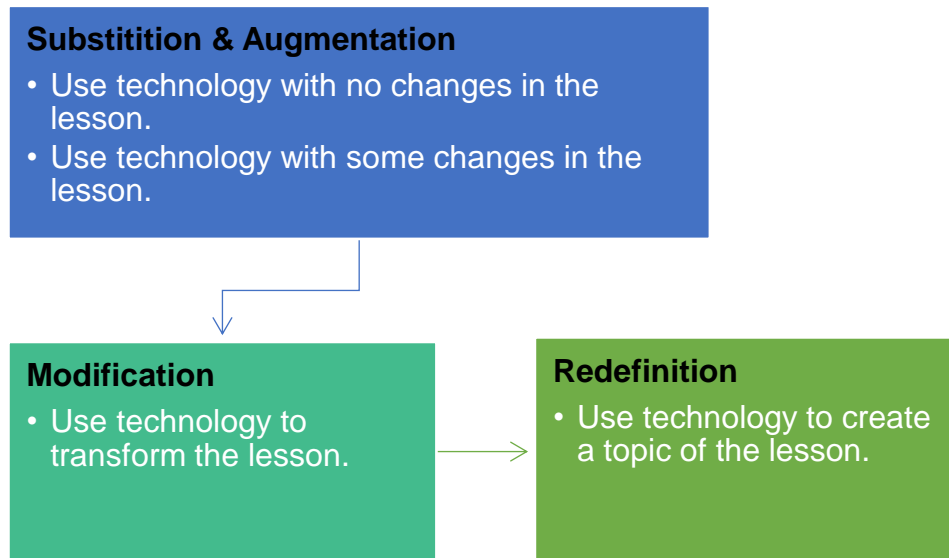 Substitition & Augmentation
• Use technology with no changes in the
lesson.
• Use technology with some changes in the
lesson.
Modification
• Use technology to
transform the lesson.
Redefinition
• Use technology to create
a topic of the lesson.